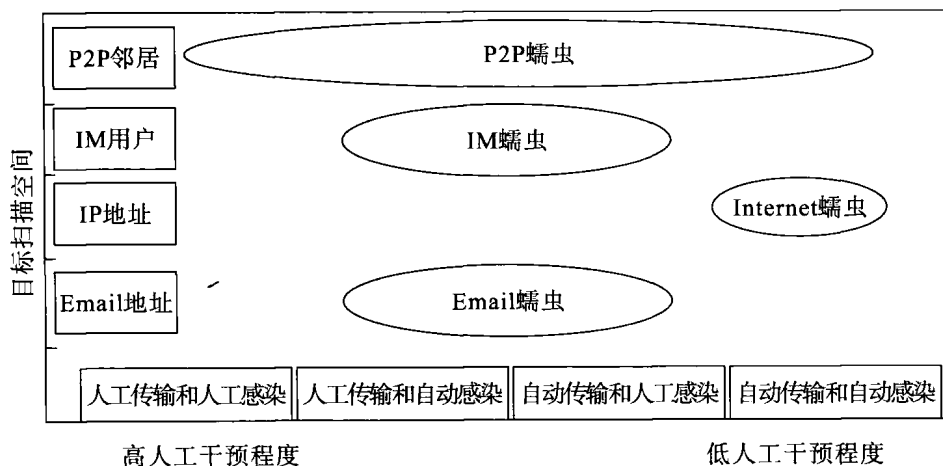 P2P邻居
P2P蠕虫
IM用户
IM蠕虫
IP地址
Internet蠕虫
Email地址
Email蠕虫
目标扫描空间
人工传输和人工感染
人工传输和自动感染
自动传输和人工感染
自动传输和自动感染
高人工干预程度
低人工干预程度